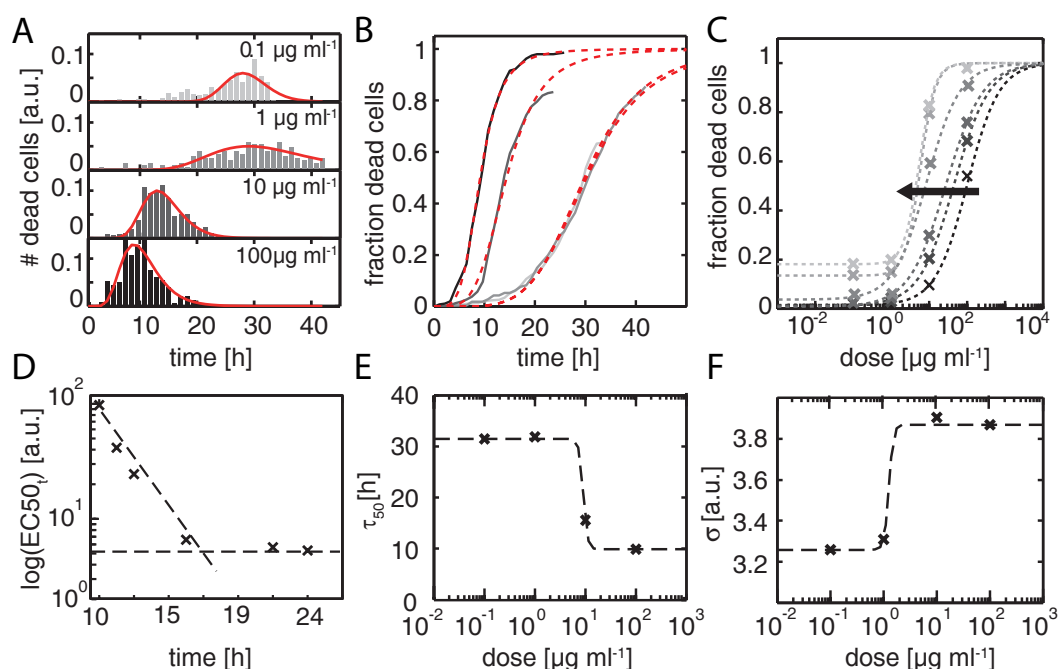 A
B
C
# dead cells [a.u.]
0.1
0
0.1
0
0.1
0
0.1
0
0.1 µg ml-1
1 µg ml-1
10 µg ml-1
100µg ml-1
0 10 20 30 40
time [h]
fraction dead cells
1
0.8
0.6
0.4
0.2
0
0 10 20 30 40
time [h]
fraction dead cells
1
0.8
0.6
0.4
0.2
0
10-2 100 102 104
dose [µg ml-1]
D
E
F
log(EC50t) [a.u.]
102
101
100
10 15 19 24
time [h]
τ50[h]
40
30
20
10
0
10-2 10-1 100 101 102 103
dose [µg ml-1]
σ [a.u.]
3.8
3.6
3.4
3.2
10-2 10-1 100 101 102 103
dose [µg ml-1]